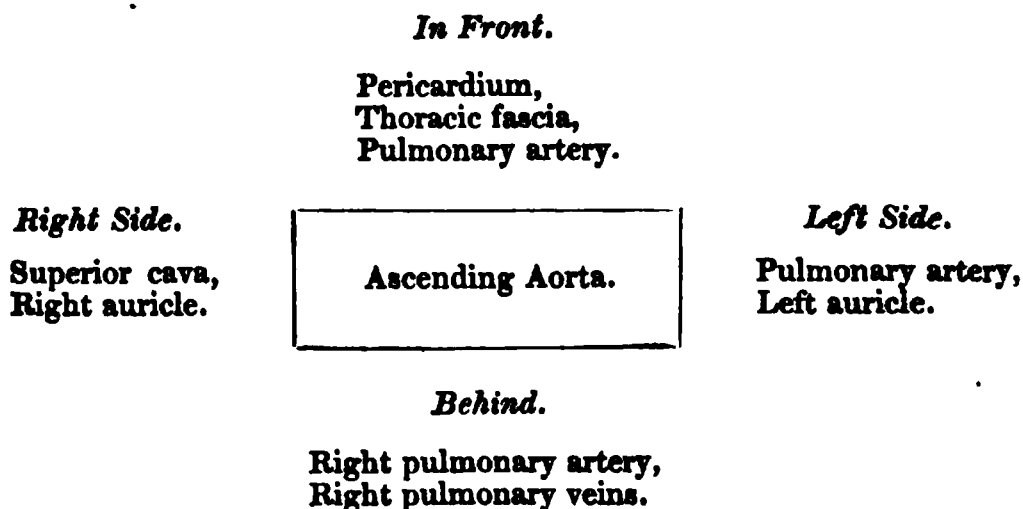 In Front.
Pericardium,
Thoracic fascia,
Pulmonary artery.
Right Side.
Superior cava,
Right auricle.
Ascending Aorta.
Left Side.
Pulmonary artery,
Left auricle.
Behind.
Right pulmonary artery,
Right pulmonary veins.